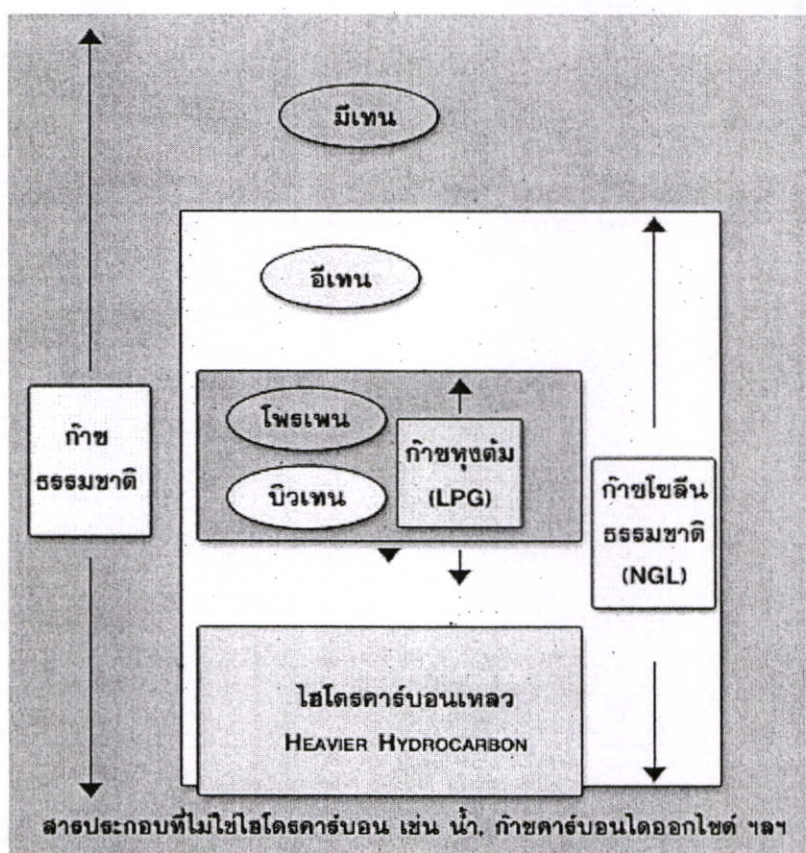 มีเทน
อีเทน
โพรเพน
บิวเทน
ก๊าซหุงต้ม
(LPG)
ก๊าซ
ธรรมชาติ
ก๊าซโซลีน
ธรรมชาติ
(NGL)
ไฮโดรคาร์บอนเหลว
HEAVIER HYDROCARBON
สารประกอบที่ไม่ใช่ไฮโดรคาร์บอน เช่น น้ำ, ก๊าซคาร์บอนไดออกไซด์ ฯลฯ